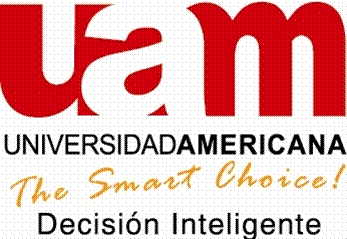 uam
UNIVERSIDADAMERICANA
The Smart Choice!
Decisión Inteligente